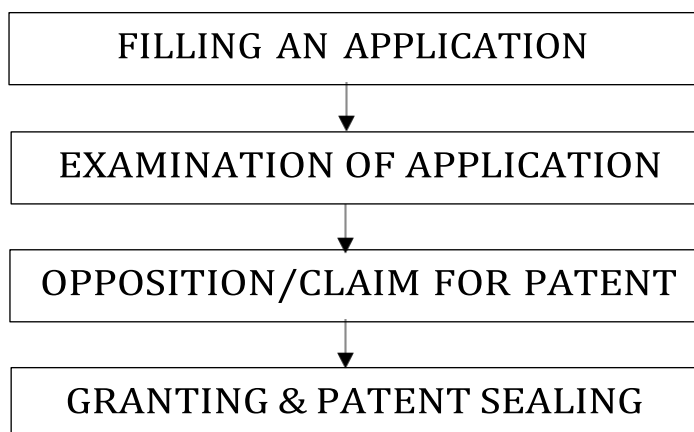 FILLING AN APPLICATION
EXAMINATION OF APPLICATION
OPPOSITION/CLAIM FOR PATENT
GRANTING & PATENT SEALING